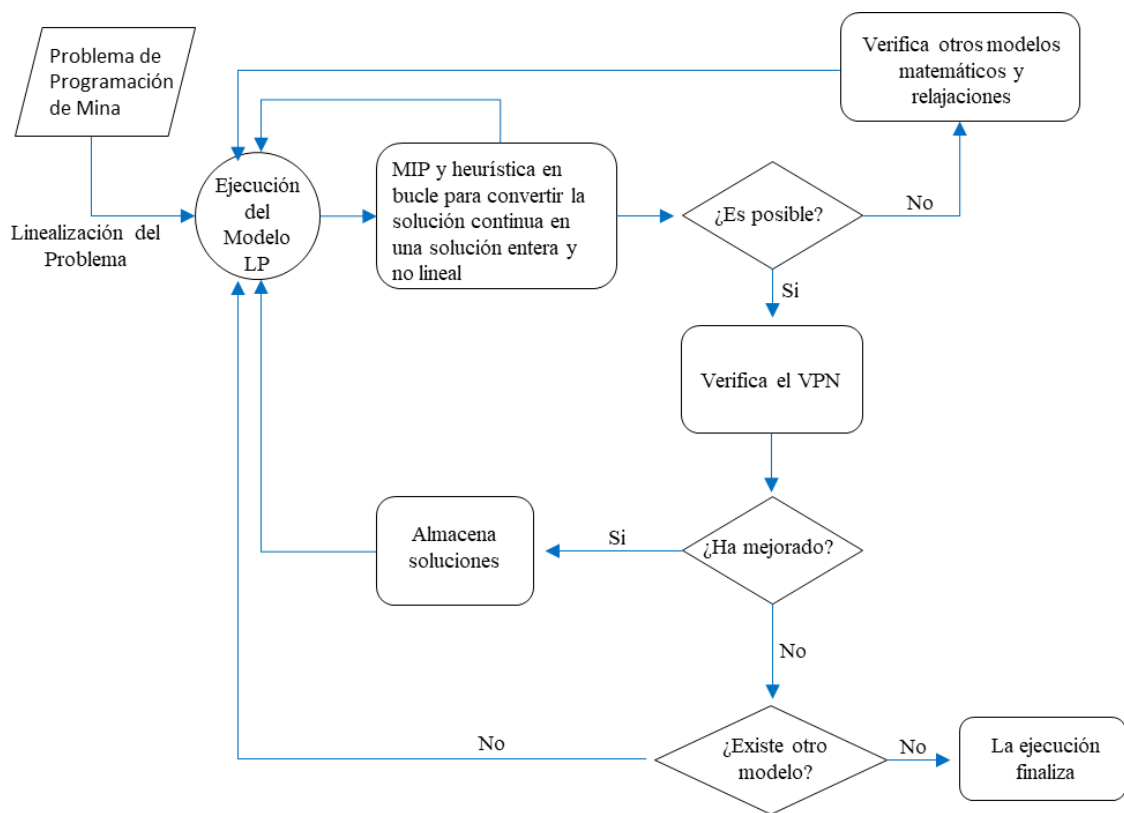 Problema de
Programación
de Mina
Verifica otros modelos
matemáticos y
relajaciones
Linealización del
Problema
Ejecución
del
Modelo
LP
MIP y heurística en
bucle para convertir la
solución continua en
una solución entera y
no lineal
¿Es posible?
No
Si
Verifica el VPN
Almacena
soluciones
Si
¿Ha mejorado?
No
No
¿Existe otro
modelo?
No
La ejecución
finaliza